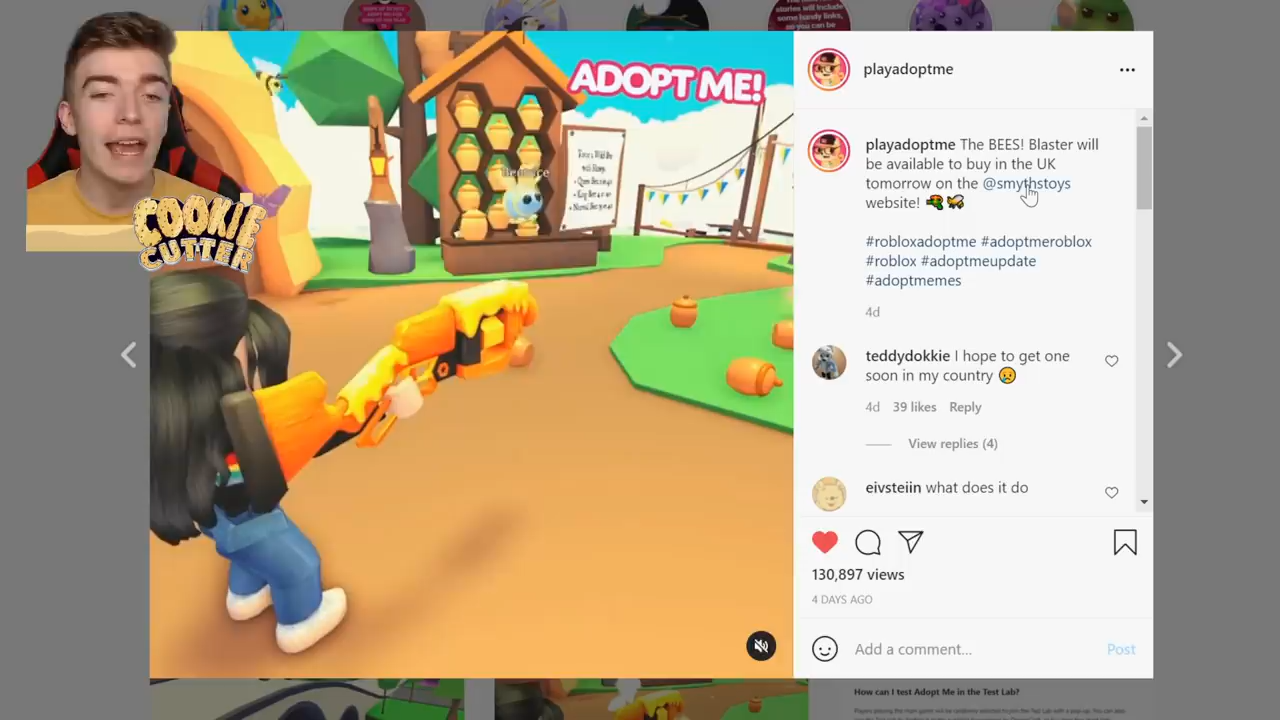 ADOPT ME!
COOKIE
CUTTER
playadoptme
playadoptme The BEES! Blaster will
be available to buy in the UK
tomorrow on the @smythstoys
website!
#robloxadoptme #adoptmeroblox
#roblox #adoptmeupdate
#adoptmemes
4d
teddydokkie I hope to get one
soon in my country
4d 39 likes Reply
View replies (4)
eivsteiin what does it do
130,897 views
4 DAYS AGO
Add a comment... Post
How can I test Adopt Me in the Test Lab?